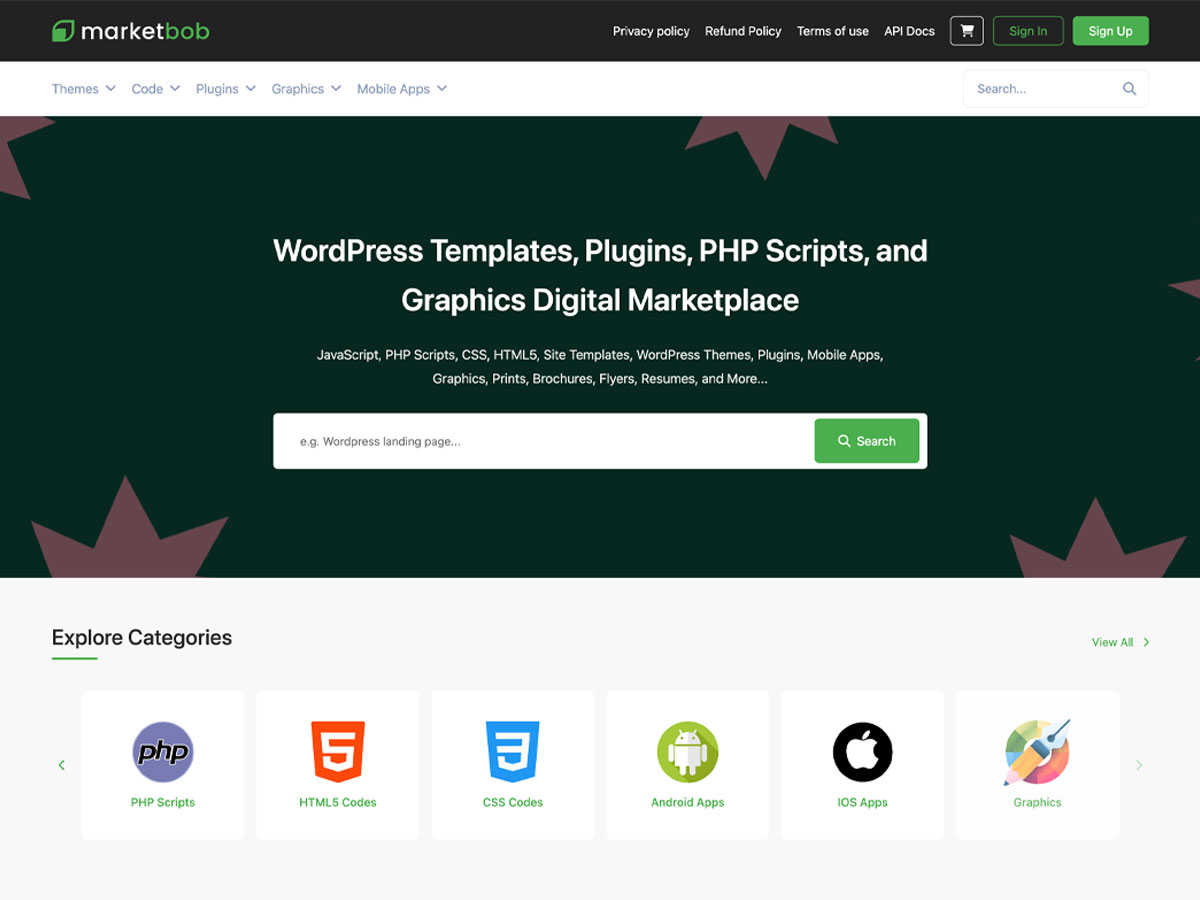 marketbob
Privacy policy Refund Policy Terms of use API Docs Sign In Sign Up
Themes Code Plugins Graphics Mobile Apps Search...
WordPress Templates, Plugins, PHP Scripts, and
Graphics Digital Marketplace
JavaScript, PHP Scripts, CSS, HTML5, Site Templates, WordPress Themes, Plugins, Mobile Apps,
Graphics, Prints, Brochures, Flyers, Resumes, and More...
e.g. Wordpress landing page... Search
Explore Categories
View All
php
PHP Scripts HTML5 Codes CSS Codes Android Apps IOS Apps Graphics